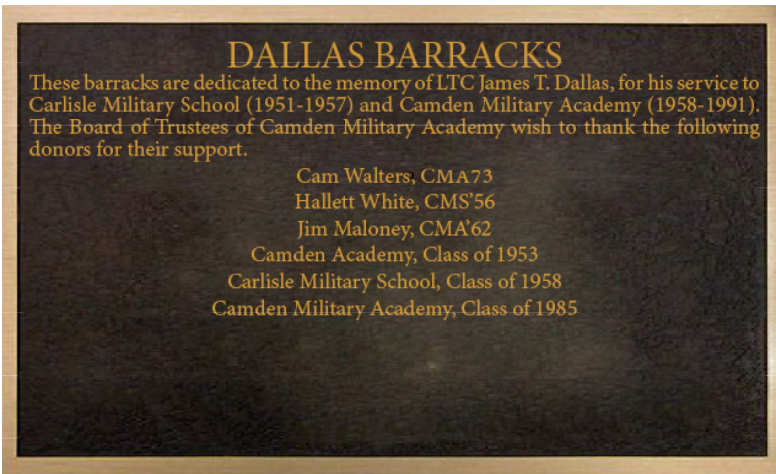 DALLAS BARRACKS
These barracks are dedicated to the memory of LTC James T. Dallas, for his service to
Carlisle Military School (1951-1957) and Camden Military Academy (1958-1991).
The Board of Trustees of Camden Military Academy wish to thank the following
donors for their support.
Cam Walters, CMA73
Hallett White, CMS’56
Jim Maloney, CMA’62
Camden Academy, Class of 1953
Carlisle Military School, Class of 1958
Camden Military Academy, Class of 1985